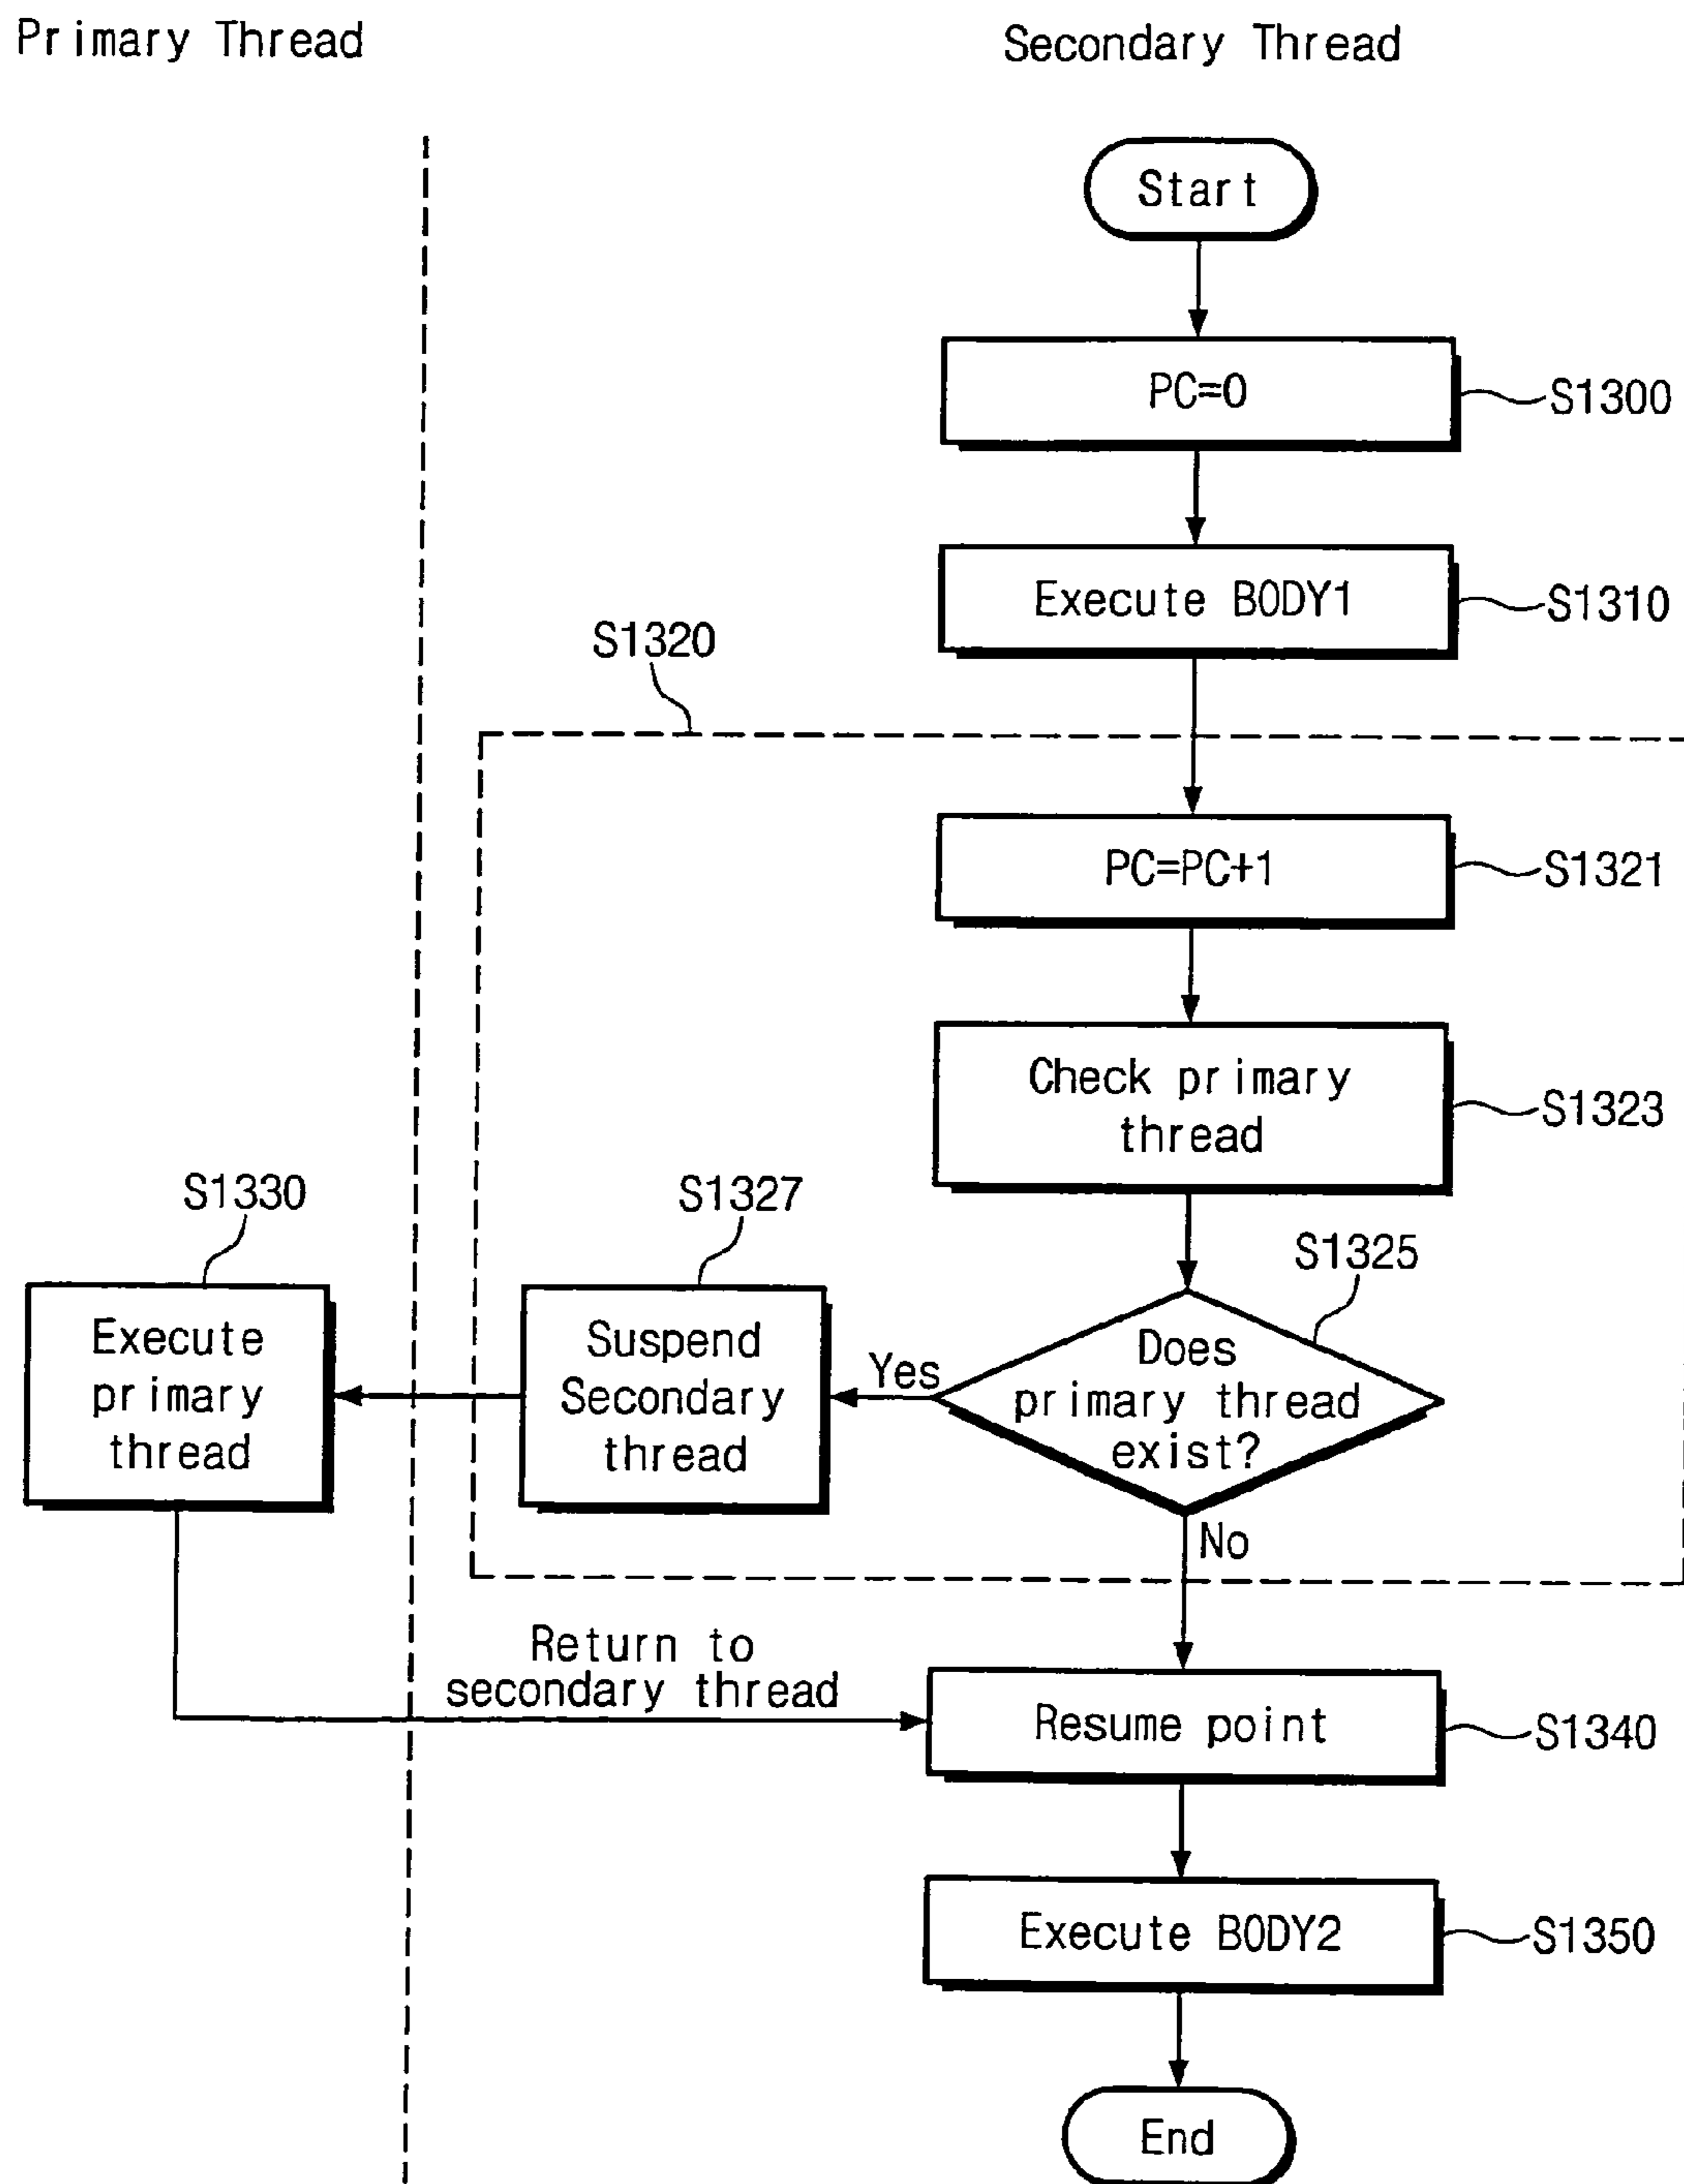 Primary Thread
Secondary Thread
Start
PC=0
S1300
Execute BODY1
S1310
S1320
PC=PC+1
S1321
Check primary
thread
S1323
S1330
S1327
S1325
Execute
primary
thread
Suspend
Secondary
thread
Yes
Does
primary thread
exist?
No
Return to
secondary thread
Resume point
S1340
Execute BODY2
S1350
End